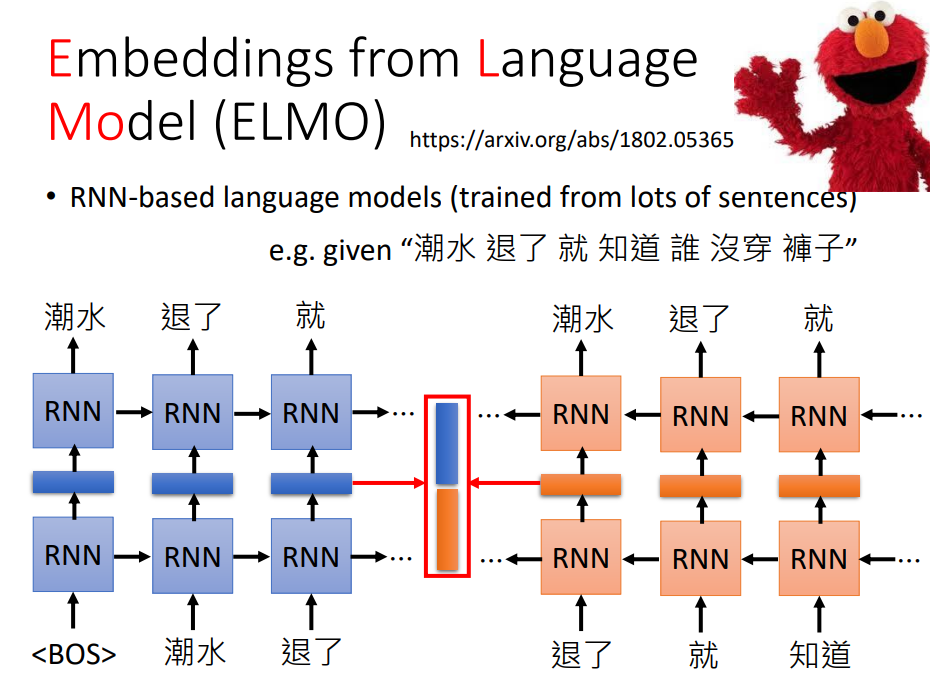 Embeddings from Language
Model (ELMO)
https://arxiv.org/abs/1802.05365
• RNN-based language models (trained from lots of sentences)
e.g. given “潮水 退了 就 知道 誰 沒穿 褲子”
潮水 退了 就 潮水 退了 就
RNN RNN RNN ... ... RNN RNN RNN ...
RNN RNN RNN ... ... RNN RNN RNN ...
<BOS> 潮水 退了 退了 就 知道